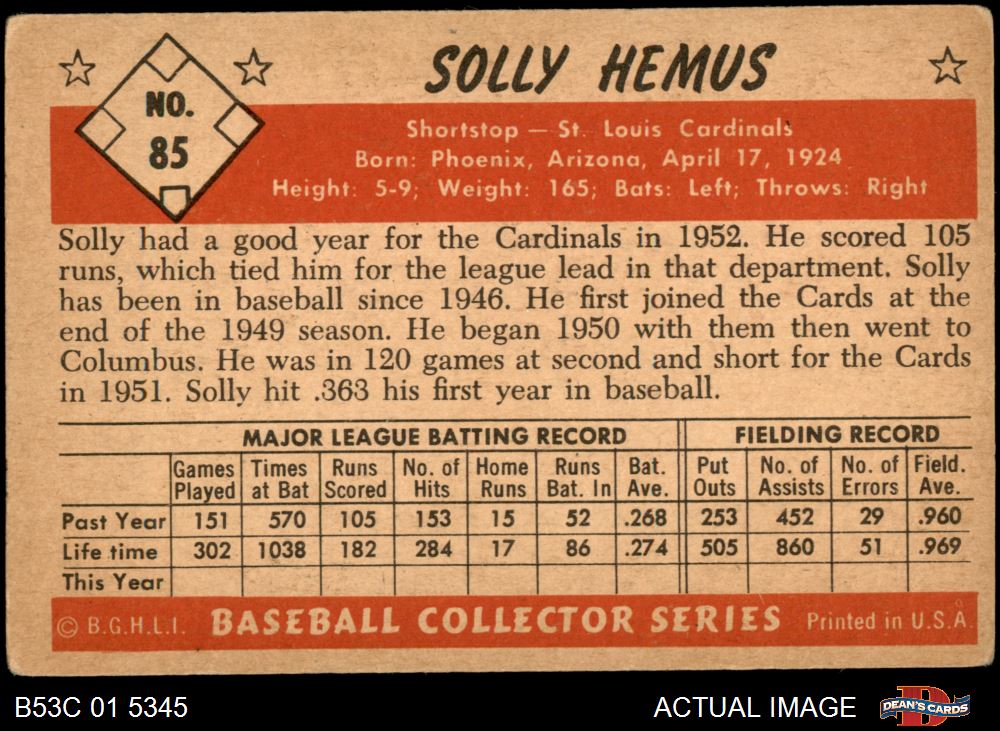 NO.
85
SOLLY HEMUS
Shortstop — St. Louis Cardinals
Born: Phoenix, Arizona, April 17, 1924
Height: 5-9; Weight: 165; Bats: Left; Throws: Right
Solly had a good year for the Cardinals in 1952. He scored 105
runs, which tied him for the league lead in that department. Solly
has been in baseball since 1946. He first joined the Cards at the
end of the 1949 season. He began 1950 with them then went to
Columbus. He was in 120 games at second and short for the Cards
in 1951. Solly hit .363 his first year in baseball.
MAJOR LEAGUE BATTING RECORD FIELDING RECORD
Games Times Runs No. of Home Runs Bat. Put No. of No. of Field.
Played at Bat Scored Hits Runs Bat. In Ave. Outs Assists Errors Ave.
Past Year 151 570 105 153 15 52 .268 253 452 29 .960
Life time 302 1038 182 284 17 86 .274 505 860 51 .969
This Year
© B.G.H.L.I. BASEBALL COLLECTOR SERIES Printed in U.S.A.
B53C 01 5345 ACTUAL IMAGE DEAN'S CARDS